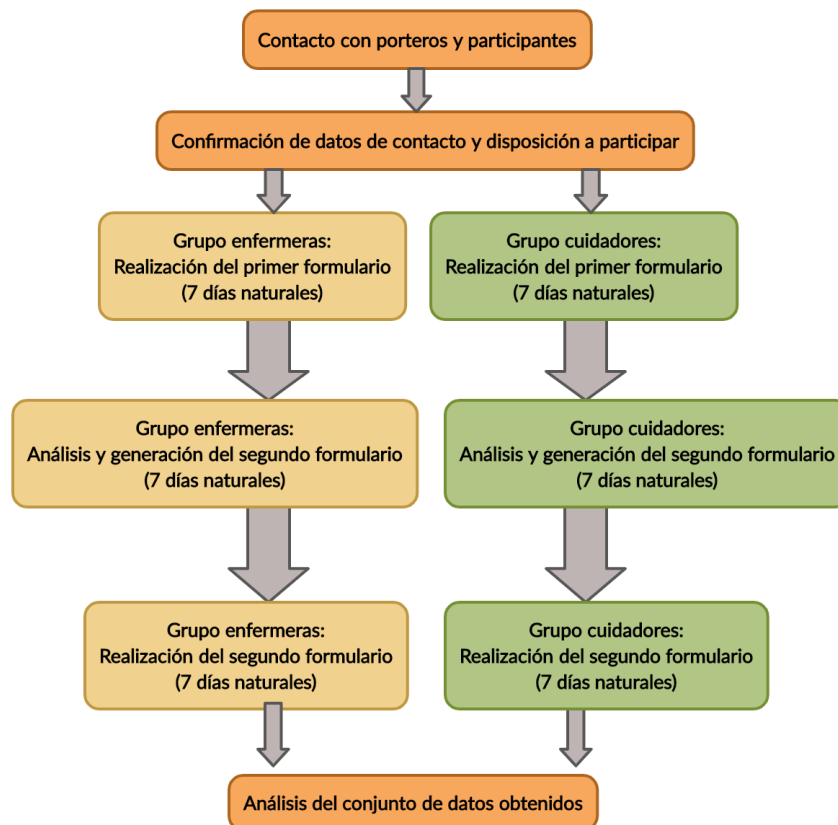 Contacto con porteros y participantes
Confirmación de datos de contacto y disposición a participar
Grupo enfermeras:
Realización del primer formulario
(7 días naturales)
Grupo cuidadores:
Realización del primer formulario
(7 días naturales)
Grupo enfermeras:
Análisis y generación del segundo formulario
(7 días naturales)
Grupo cuidadores:
Análisis y generación del segundo formulario
(7 días naturales)
Grupo enfermeras:
Realización del segundo formulario
(7 días naturales)
Grupo cuidadores:
Realización del segundo formulario
(7 días naturales)
Análisis del conjunto de datos obtenidos